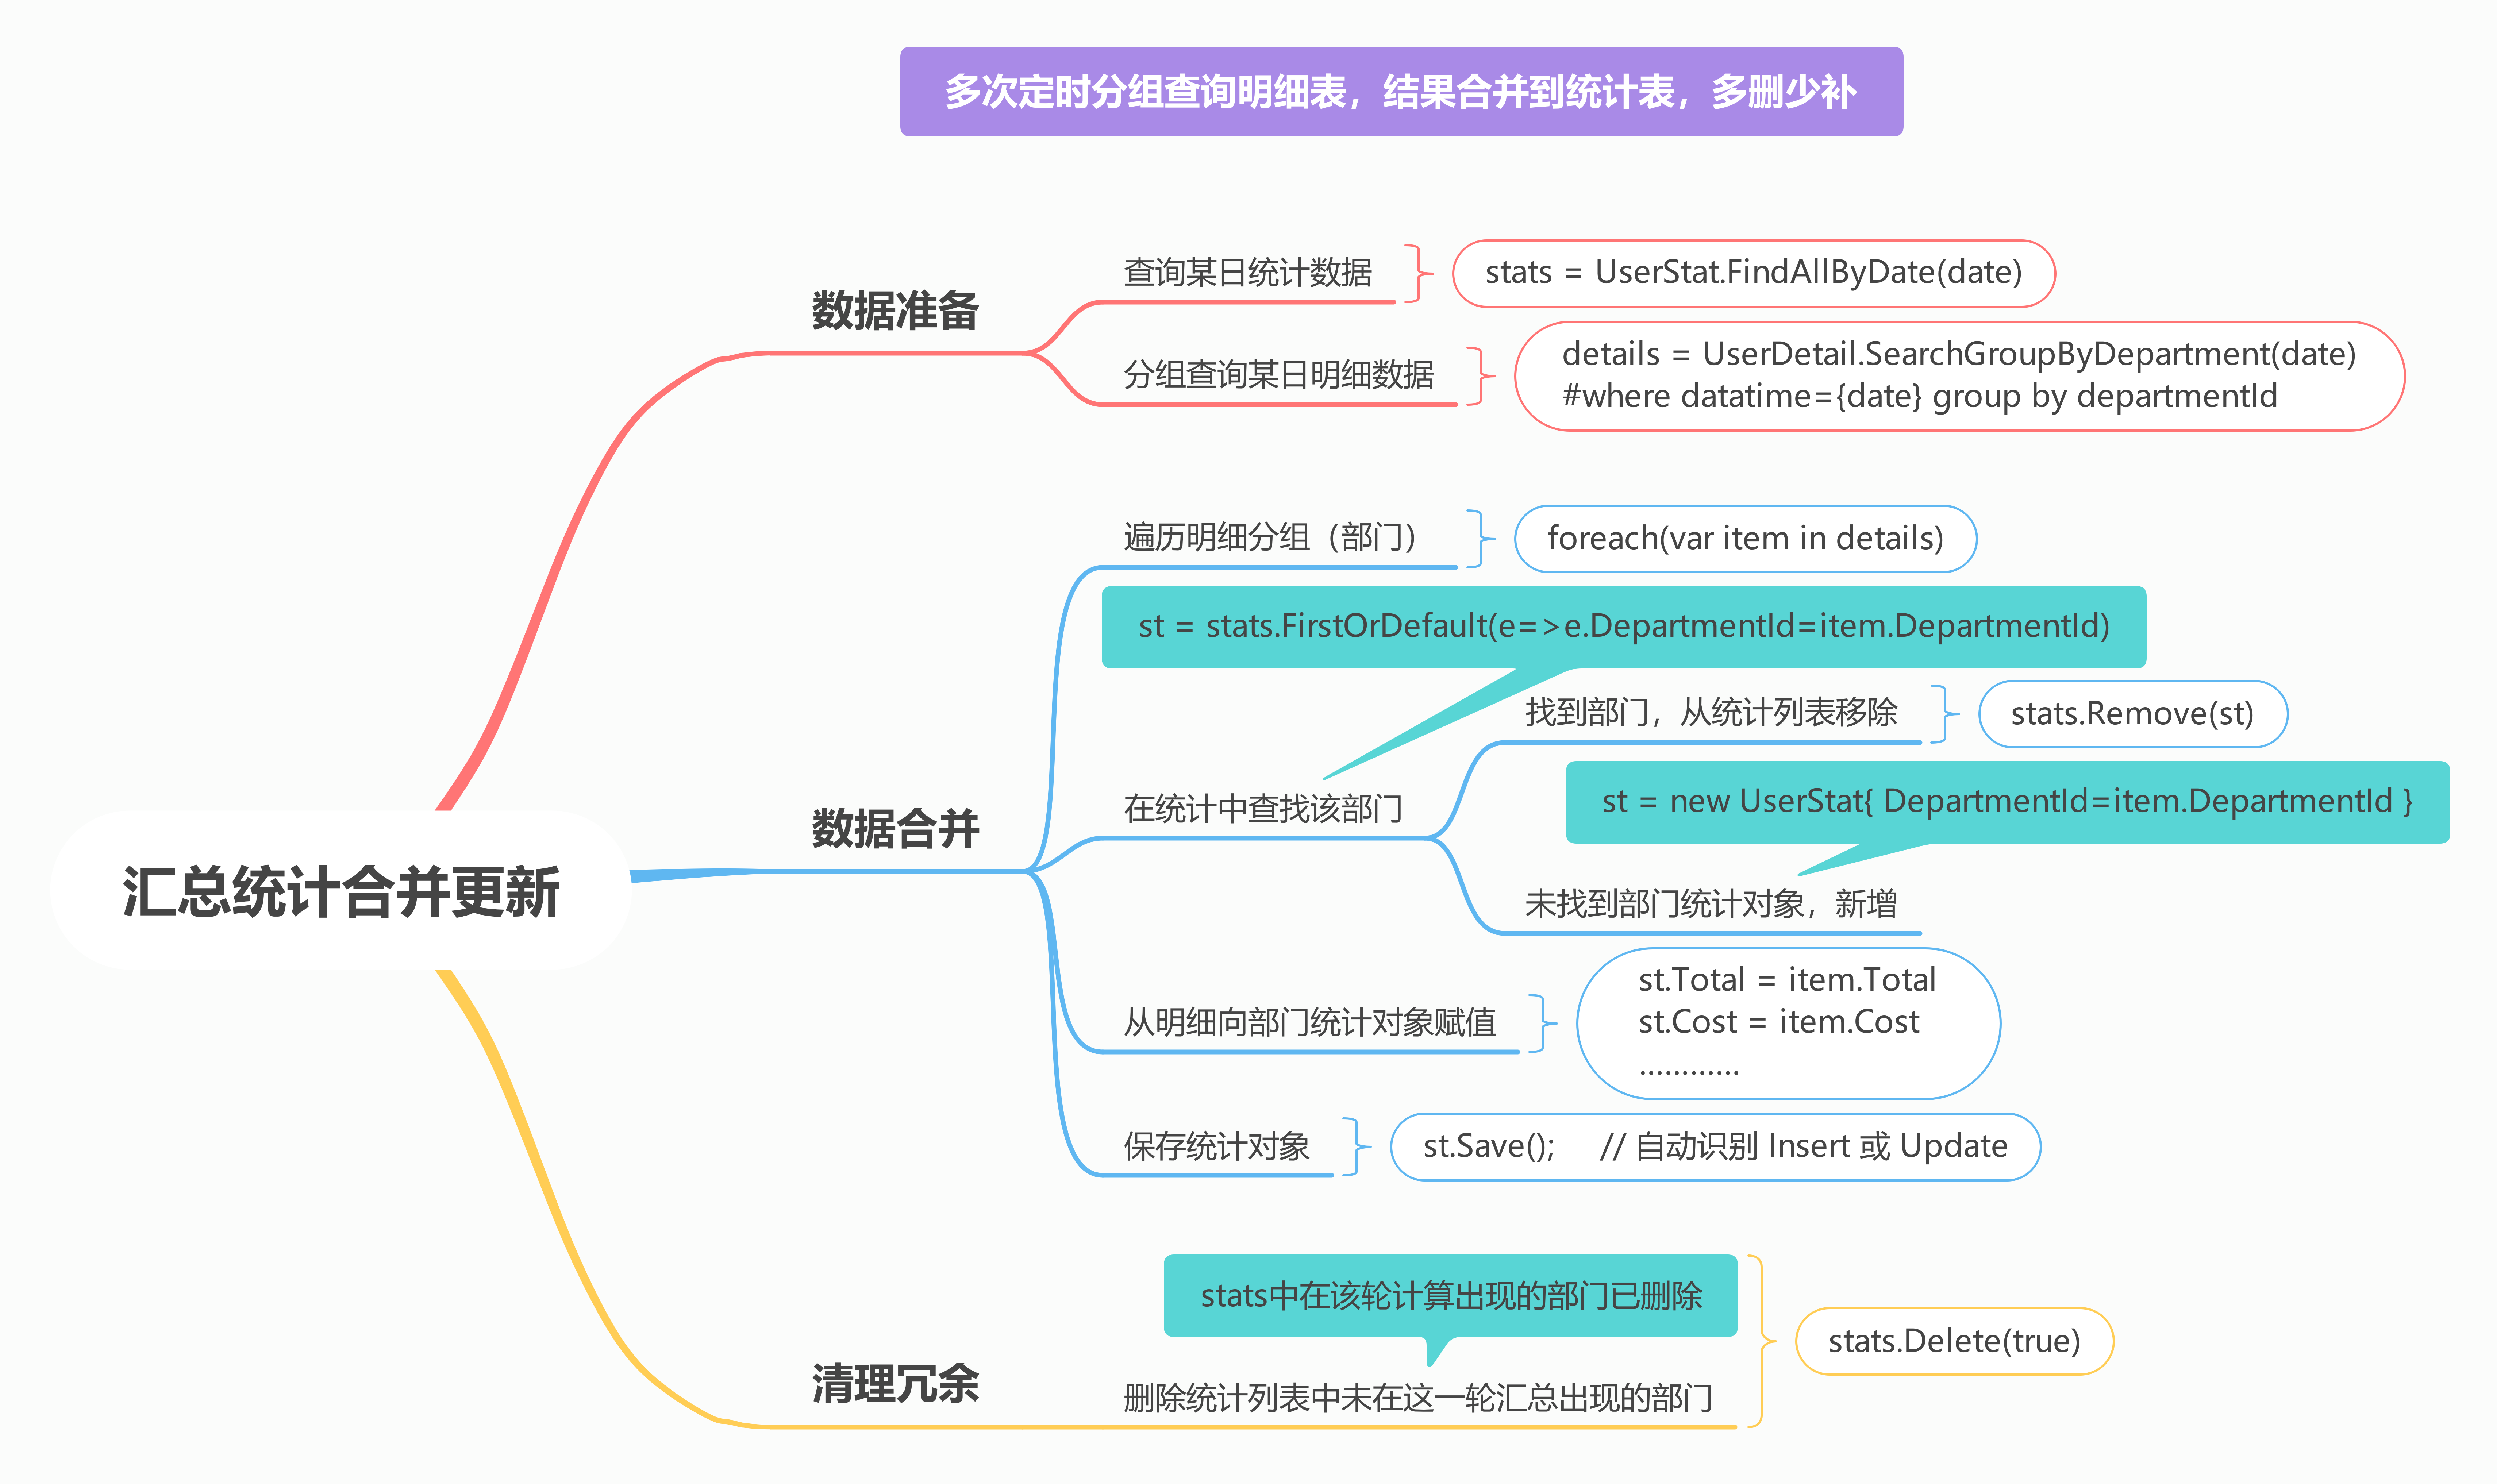 多次定时分组查询明细表，结果合并到统计表，多删少补
汇总统计合并更新
数据准备
查询某日统计数据
stats = UserStat.FindAllByDate(date)
分组查询某日明细数据
details = UserDetail.SearchGroupByDepartment(date)
#where datatime={date} group by departmentId
数据合并
遍历明细分组（部门）
foreach(var item in details)
st = stats.FirstOrDefault(e=>e.DepartmentId=item.DepartmentId)
在统计中查找该部门
找到部门，从统计列表移除
stats.Remove(st)
st = new UserStat{ DepartmentId=item.DepartmentId }
未找到部门统计对象，新增
从明细向部门统计对象赋值
st.Total = item.Total
st.Cost = item.Cost
............
保存统计对象
st.Save(); // 自动识别 Insert 或 Update
清理冗余
stats中在该轮计算出现的部门已删除
删除统计列表中未在这一轮汇总出现的部门
stats.Delete(true)